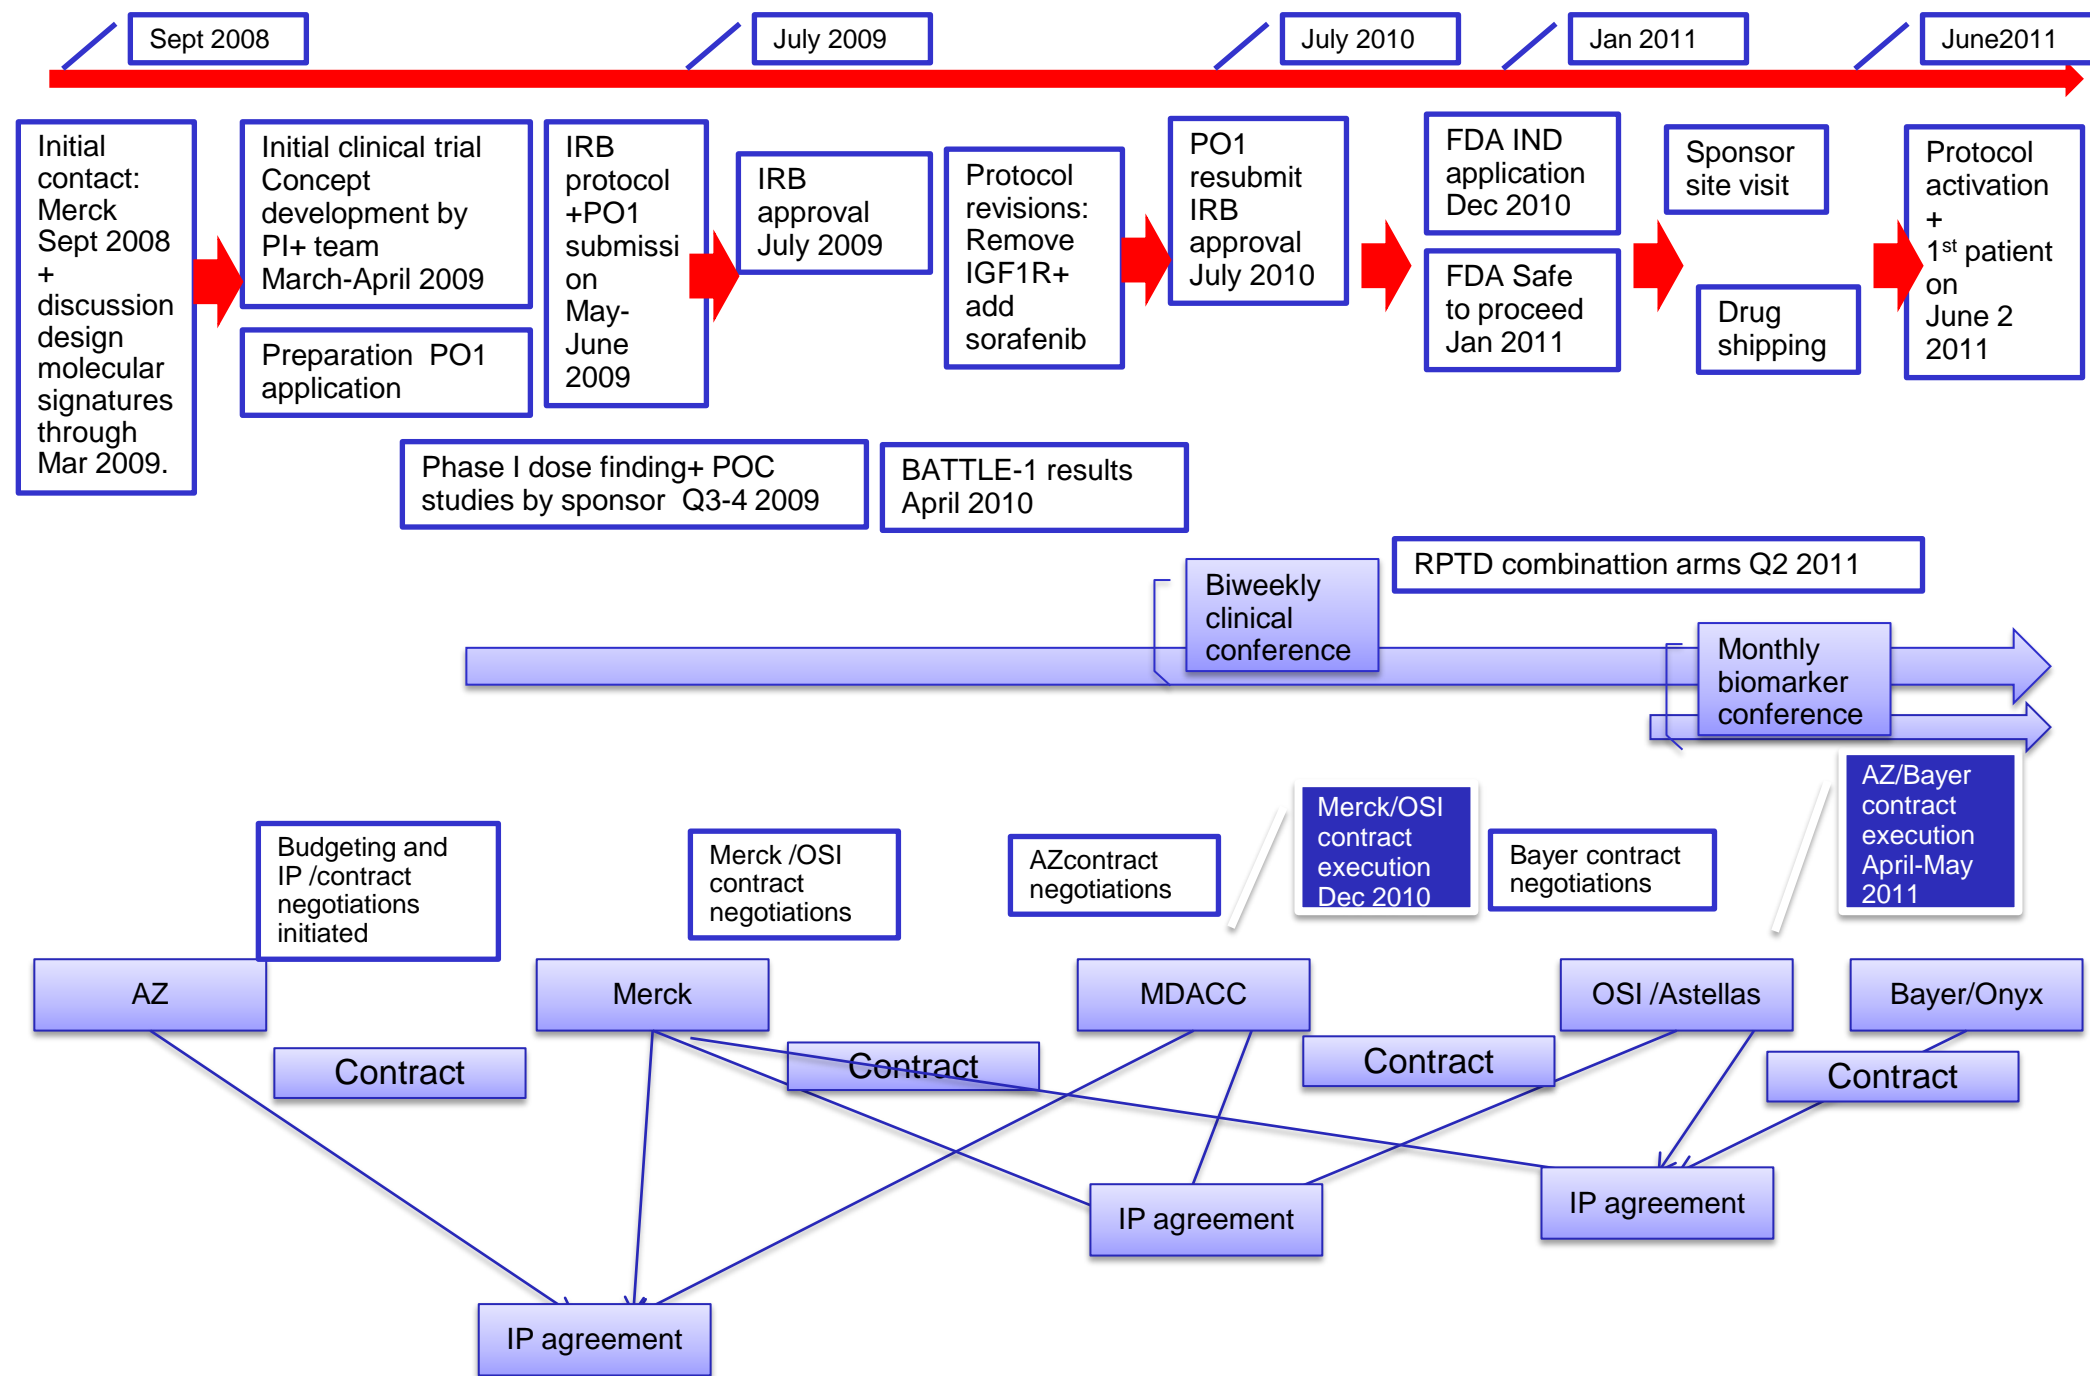 Sept 2008
July 2009
July 2010
Jan 2011
June2011
Initial
contact:
Merck
Sept 2008
+
discussion
design
molecular
signatures
through
Mar 2009.
Initial clinical trial
Concept
development by
PI+ team
March-April 2009
Preparation PO1
application
IRB
protocol
+PO1
submissi
on
May-
June
2009
IRB
approval
July 2009
Protocol
revisions:
Remove
IGF1R+
add
sorafenib
PO1
resubmit
IRB
approval
July 2010
FDA IND
application
Dec 2010
FDA Safe
to proceed
Jan 2011
Sponsor
site visit
Drug
shipping
Protocol
activation
+
1st patient
on
June 2
2011
Phase I dose finding+ POC
studies by sponsor Q3-4 2009
BATTLE-1 results
April 2010
RPTD combinattion arms Q2 2011
Biweekly
clinical
conference
Monthly
biomarker
conference
Budgeting and
IP /contract
negotiations
initiated
Merck /OSI
contract
negotiations
AZcontract
negotiations
Merck/OSI
contract
execution
Dec 2010
Bayer contract
negotiations
AZ/Bayer
contract
execution
April-May
2011
AZ
Merck
MDACC
OSI /Astellas
Bayer/Onyx
Contract
Contract
Contract
Contract
IP agreement
IP agreement
IP agreement